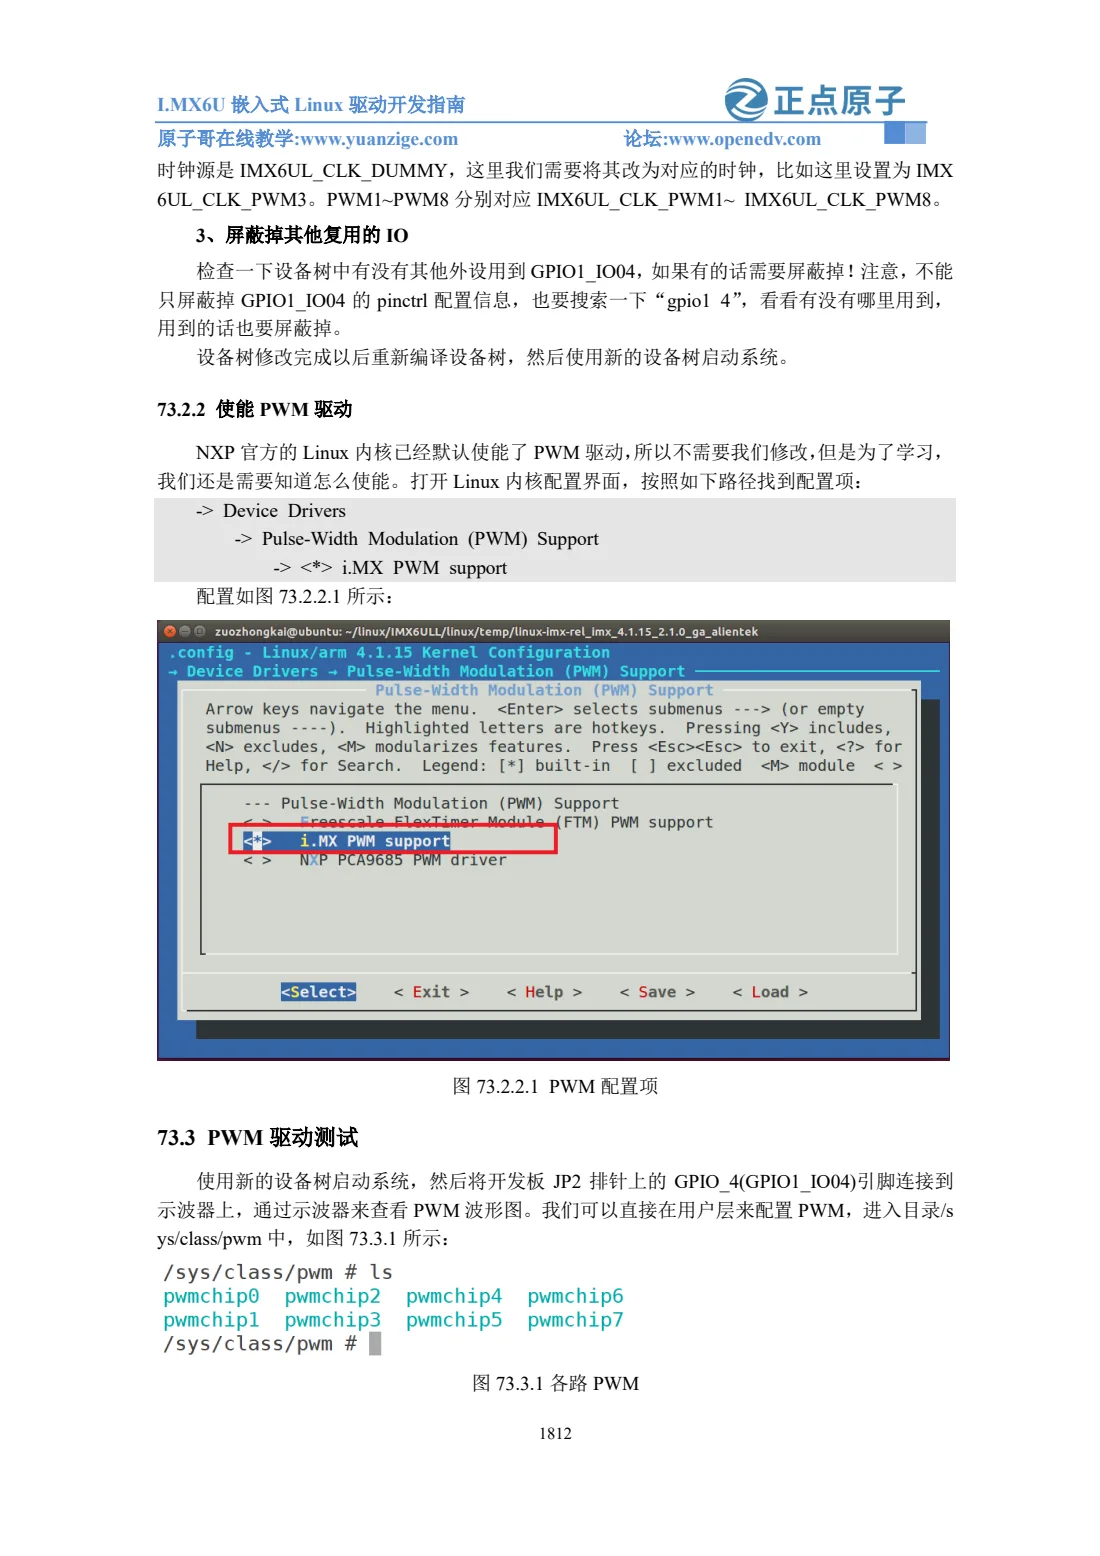 I.MX6U 嵌入式 Linux 驱动开发指南
正点原子
原子哥在线教学:www.yuanzige.com
论坛:www.openedv.com
时钟源是 IMX6UL_CLK_DUMMY，这里我们需要将其改为对应的时钟，比如这里设置为 IMX
6UL_CLK_PWM3。PWM1~PWM8 分别对应 IMX6UL_CLK_PWM1~ IMX6UL_CLK_PWM8。
3、屏蔽掉其他复用的 IO
检查一下设备树中有没有其他外设用到 GPIO1_IO04，如果有的话需要屏蔽掉！注意，不能
只屏蔽掉 GPIO1_IO04 的 pinctrl 配置信息，也要搜索一下“gpio1 4”，看看有没有哪里用到，
用到的话也要屏蔽掉。
设备树修改完成以后重新编译设备树，然后使用新的设备树启动系统。
73.2.2 使能 PWM 驱动
NXP 官方的 Linux 内核已经默认使能了 PWM 驱动，所以不需要我们修改，但是为了学习，
我们还是需要知道怎么使能。打开 Linux 内核配置界面，按照如下路径找到配置项：
-> Device Drivers
-> Pulse-Width Modulation (PWM) Support
-> <*> i.MX PWM support
配置如图 73.2.2.1 所示：
zuozhongkai@ubuntu: ~/linux/IMX6ULL/linux/temp/linux-imx-rel_imx_4.1.15_2.1.0_ga_alientek
.config - Linux/arm 4.1.15 Kernel Configuration
→ Device Drivers → Pulse-Width Modulation (PWM) Support
Pulse-Width Modulation (PWM) Support
Arrow keys navigate the menu. <Enter> selects submenus ---> (or empty
submenus ----). Highlighted letters are hotkeys. Pressing <Y> includes,
<N> excludes, <M> modularizes features. Press <Esc><Esc> to exit, <?> for
Help, </> for Search. Legend: [*] built-in [ ] excluded <M> module < >
--- Pulse-Width Modulation (PWM) Support
< > Freescale FlexTimer Module (FTM) PWM support
<*> i.MX PWM support
< > NXP PCA9685 PWM driver
<Select> < Exit > < Help > < Save > < Load >
图 73.2.2.1 PWM 配置项
73.3 PWM 驱动测试
使用新的设备树启动系统，然后将开发板 JP2 排针上的 GPIO_4(GPIO1_IO04)引脚连接到
示波器上，通过示波器来查看 PWM 波形图。我们可以直接在用户层来配置 PWM，进入目录/s
ys/class/pwm 中，如图 73.3.1 所示：
/sys/class/pwm # ls
pwmchip0 pwmchip2 pwmchip4 pwmchip6
pwmchip1 pwmchip3 pwmchip5 pwmchip7
/sys/class/pwm #
图 73.3.1 各路 PWM
1812